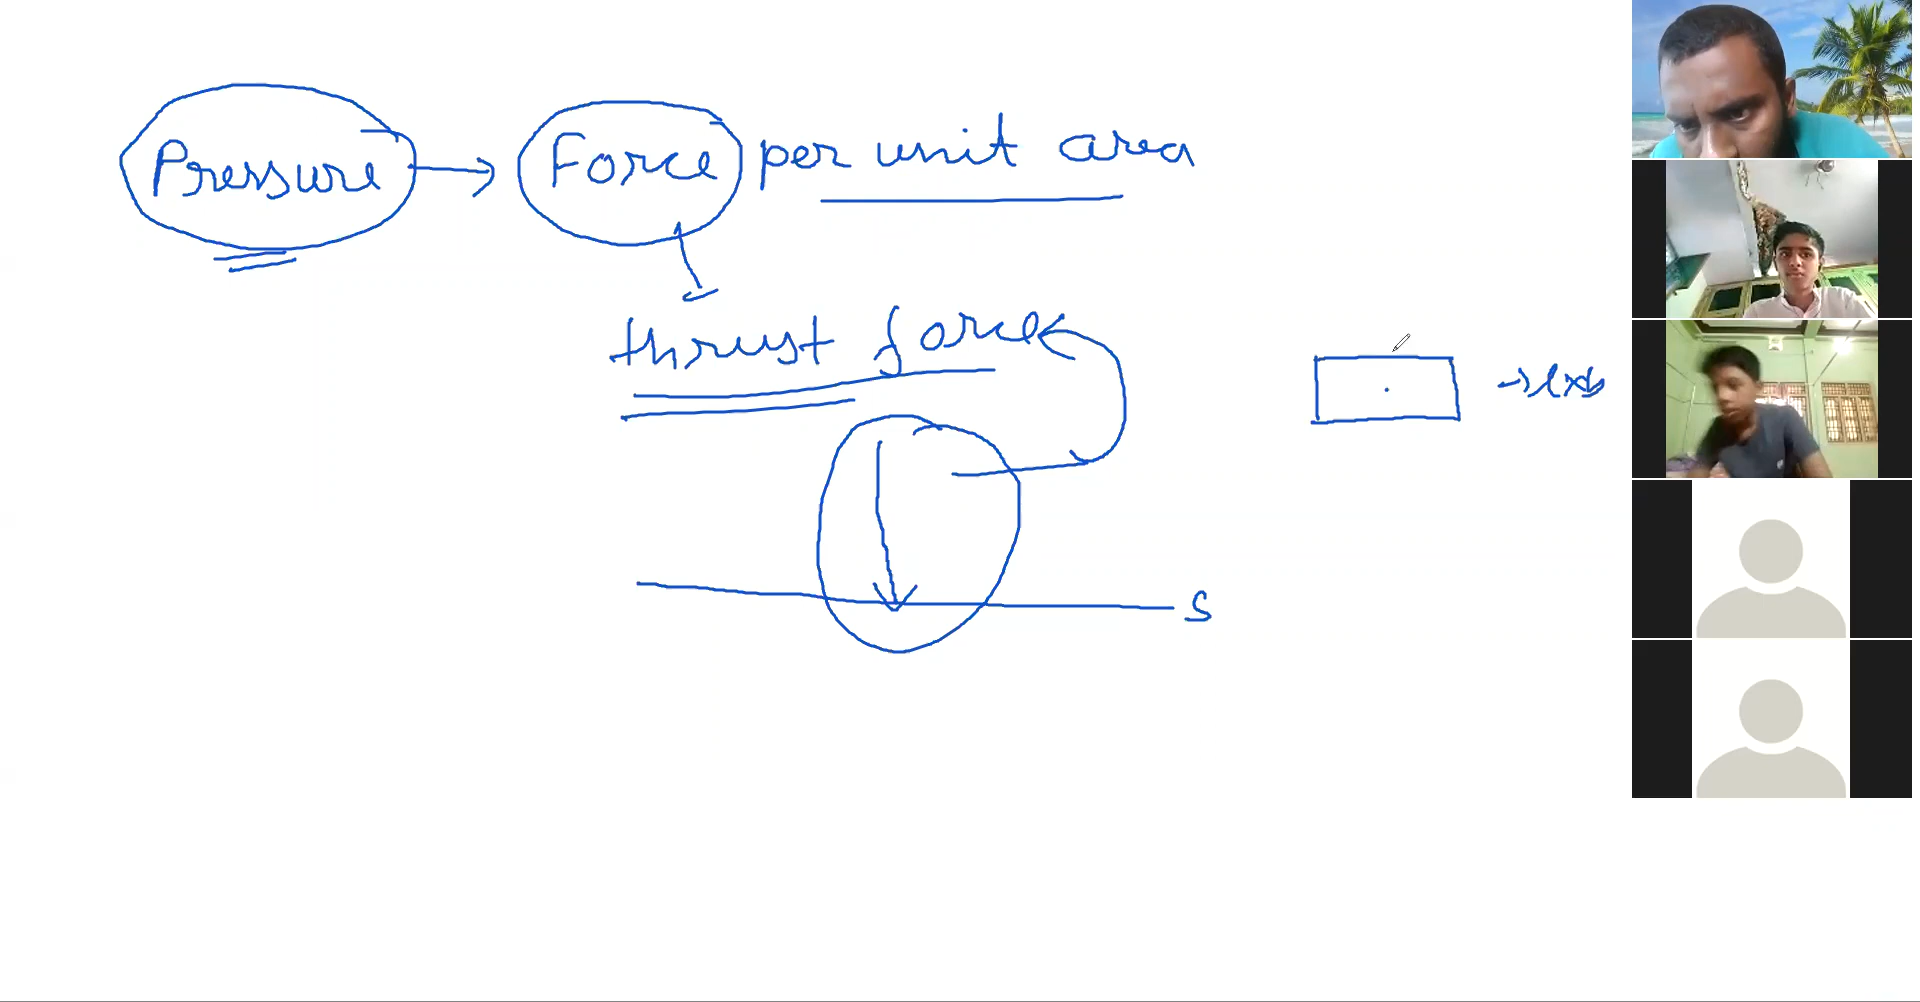 Pressure → Force per unit area
thrust force
→ l×b
S